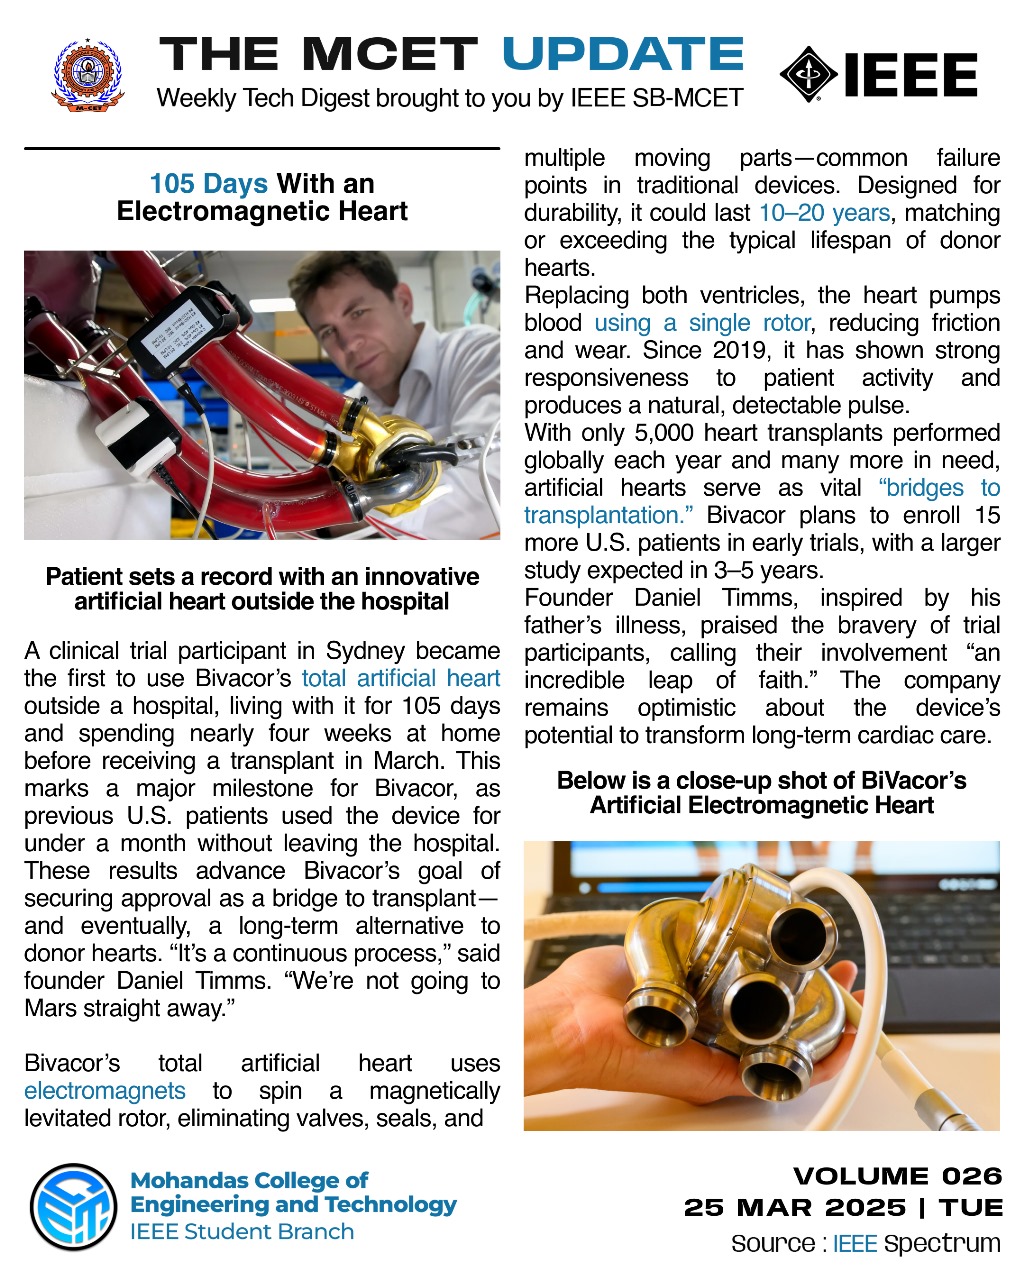 THE MCET UPDATE
Weekly Tech Digest brought to you by IEEE SB-MCET
M-CET
IEEE
105 Days With an
Electromagnetic Heart
Patient sets a record with an innovative
artificial heart outside the hospital
A clinical trial participant in Sydney became
the first to use Bivacor’s total artificial heart
outside a hospital, living with it for 105 days
and spending nearly four weeks at home
before receiving a transplant in March. This
marks a major milestone for Bivacor, as
previous U.S. patients used the device for
under a month without leaving the hospital.
These results advance Bivacor’s goal of
securing approval as a bridge to transplant—
and eventually, a long-term alternative to
donor hearts. “It’s a continuous process,” said
founder Daniel Timms. “We’re not going to
Mars straight away.”
Bivacor’s total artificial heart uses
electromagnets to spin a magnetically
levitated rotor, eliminating valves, seals, and
multiple moving parts—common failure
points in traditional devices. Designed for
durability, it could last 10–20 years, matching
or exceeding the typical lifespan of donor
hearts.
Replacing both ventricles, the heart pumps
blood using a single rotor, reducing friction
and wear. Since 2019, it has shown strong
responsiveness to patient activity and
produces a natural, detectable pulse.
With only 5,000 heart transplants performed
globally each year and many more in need,
artificial hearts serve as vital “bridges to
transplantation.” Bivacor plans to enroll 15
more U.S. patients in early trials, with a larger
study expected in 3–5 years.
Founder Daniel Timms, inspired by his
father’s illness, praised the bravery of trial
participants, calling their involvement “an
incredible leap of faith.” The company
remains optimistic about the device’s
potential to transform long-term cardiac care.
Below is a close-up shot of BiVacor’s
Artificial Electromagnetic Heart
Mohandas College of
Engineering and Technology
IEEE Student Branch
VOLUME 026
25 MAR 2025 | TUE
Source : IEEE Spectrum